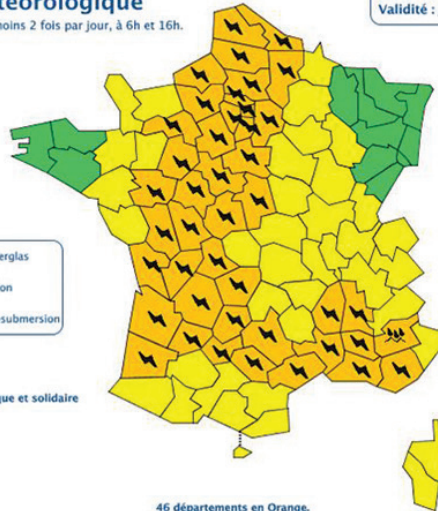 téorologique
moins 2 fois par jour, à 6h et 16h.
Validité :
erglas
on
submersion
que et solidaire
46 départements en Orange.